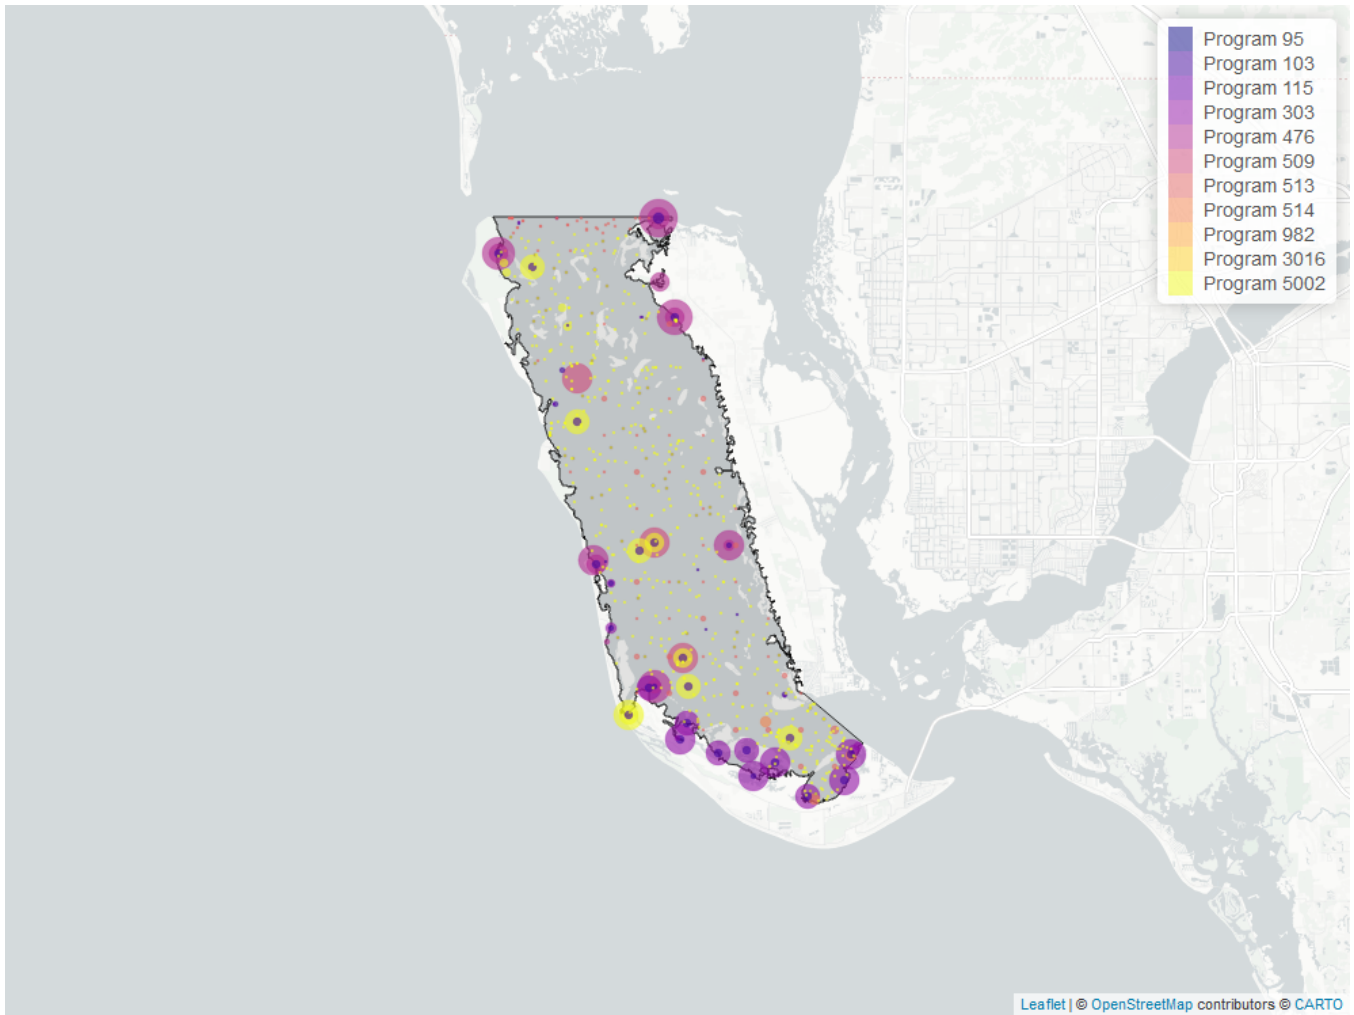 Program 95
Program 103
Program 115
Program 303
Program 476
Program 509
Program 513
Program 514
Program 982
Program 3016
Program 5002
Leaflet | © OpenStreetMap contributors © CARTO